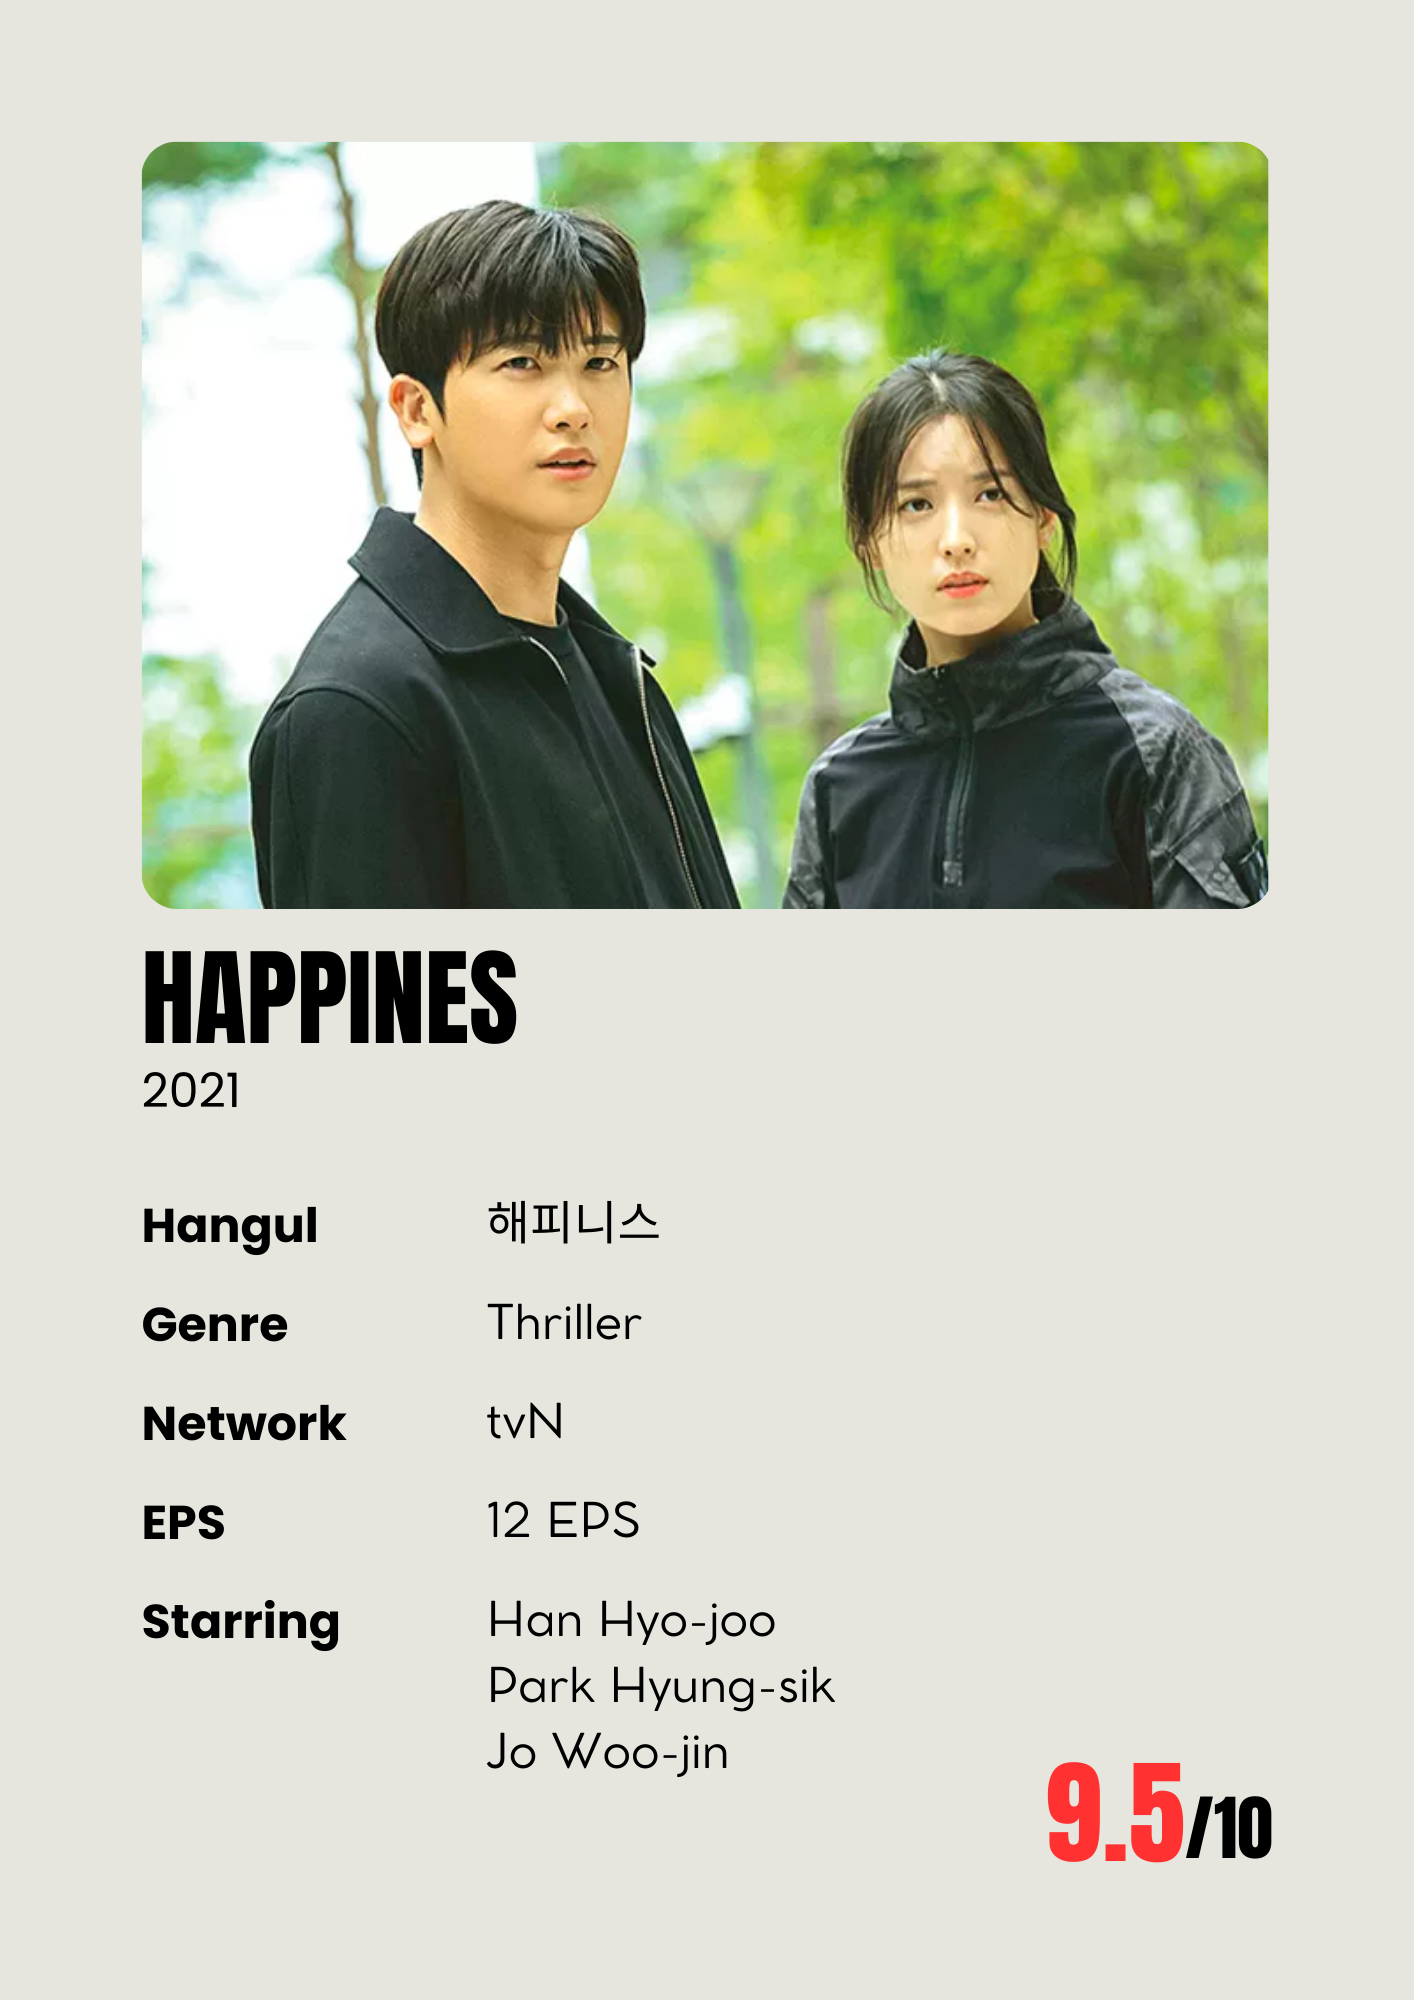 HAPPINES
2021
Hangul 해피니스
Genre Thriller
Network tvN
EPS 12 EPS
Starring Han Hyo-joo
Park Hyung-sik
Jo Woo-jin
9.5/10